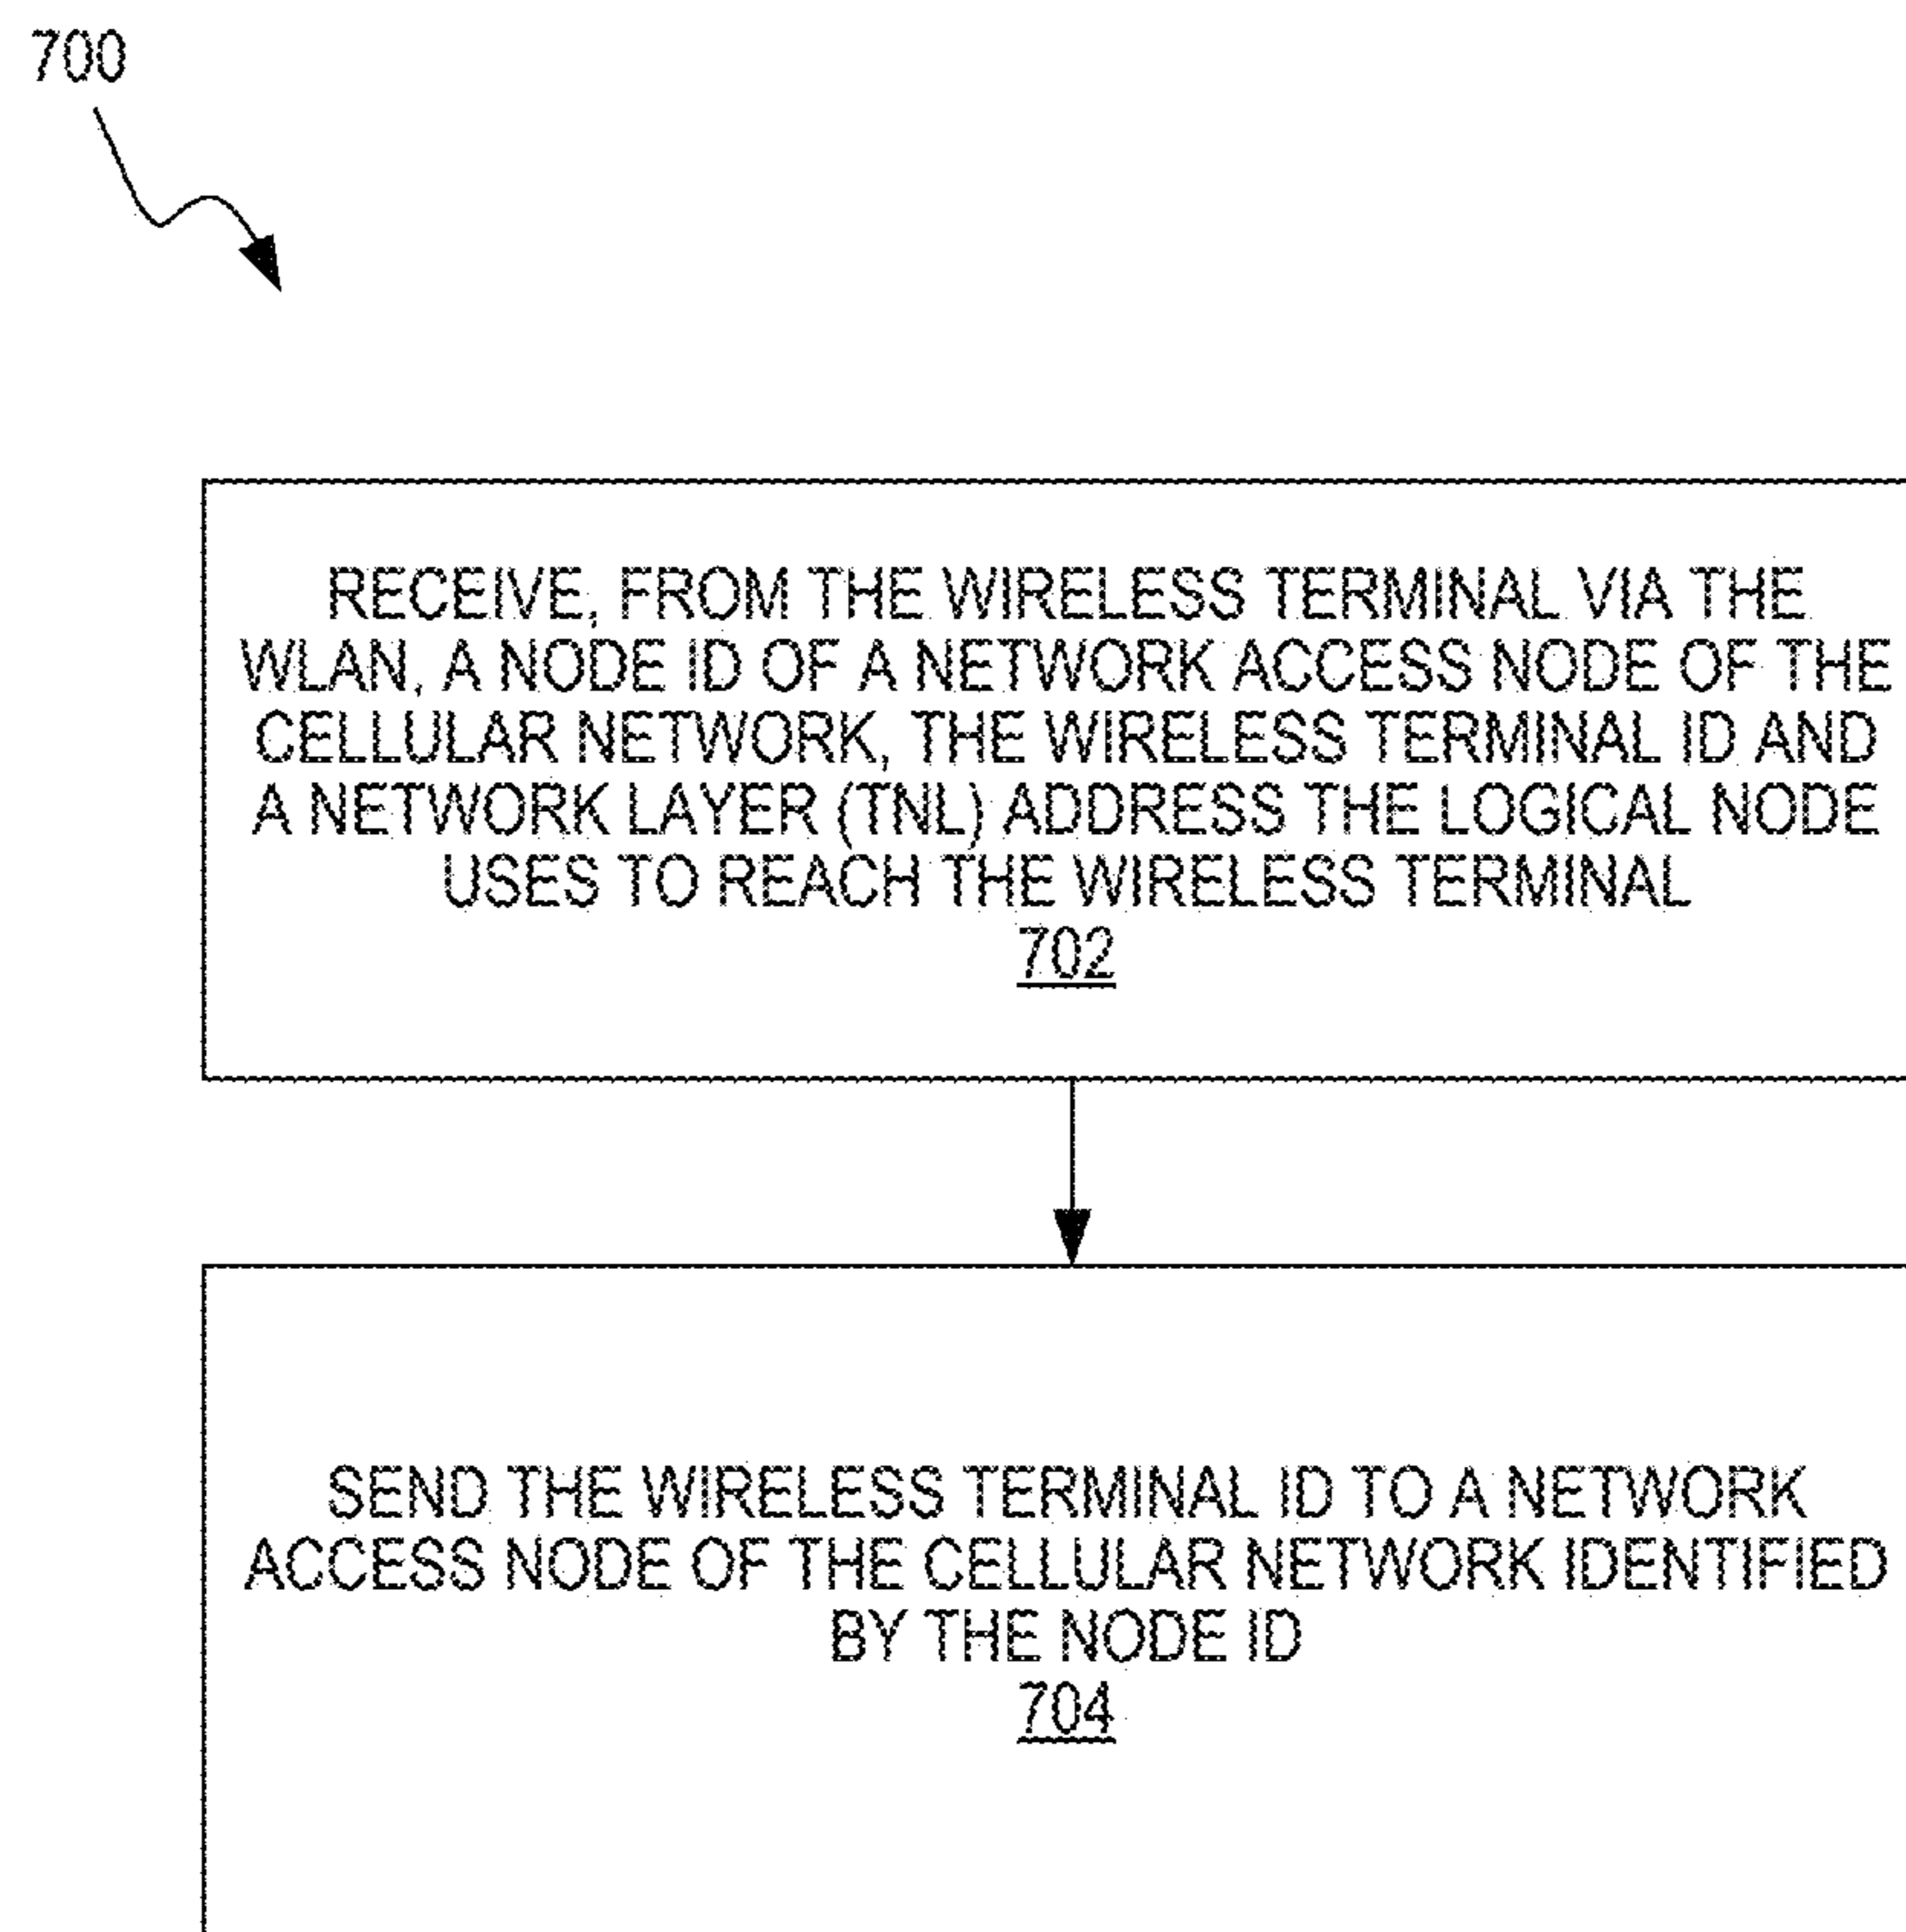 700
RECEIVE, FROM THE WIRELESS TERMINAL VIA THE
WLAN, A NODE ID OF A NETWORK ACCESS NODE OF THE
CELLULAR NETWORK, THE WIRELESS TERMINAL ID AND
A NETWORK LAYER (TNL) ADDRESS THE LOGICAL NODE
USES TO REACH THE WIRELESS TERMINAL
702
SEND THE WIRELESS TERMINAL ID TO A NETWORK
ACCESS NODE OF THE CELLULAR NETWORK IDENTIFIED
BY THE NODE ID
704